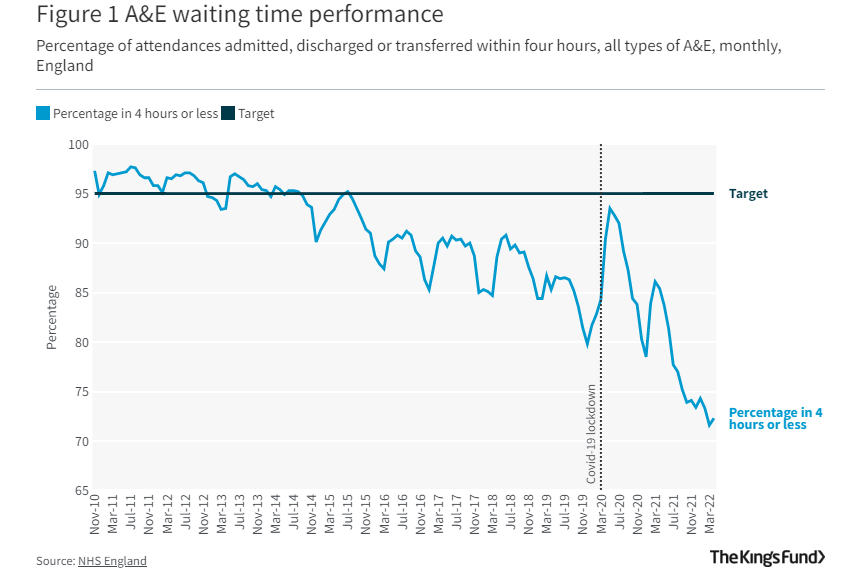 Figure 1 A&E waiting time performance
Percentage of attendances admitted, discharged or transferred within four hours, all types of A&E, monthly,
England
Percentage in 4 hours or less Target
100
95
90
85
80
75
70
65
Percentage
Target
Percentage in 4
hours or less
Covid-19 lockdown
Nov-10
Mar-11
Jul-11
Nov-11
Mar-12
Jul-12
Nov-12
Mar-13
Jul-13
Nov-13
Mar-14
Jul-14
Nov-14
Mar-15
Jul-15
Nov-15
Mar-16
Jul-16
Nov-16
Mar-17
Jul-17
Nov-17
Mar-18
Jul-18
Nov-18
Mar-19
Jul-19
Nov-19
Mar-20
Jul-20
Nov-20
Mar-21
Jul-21
Nov-21
Mar-22
Source: NHS England
TheKingsFund>